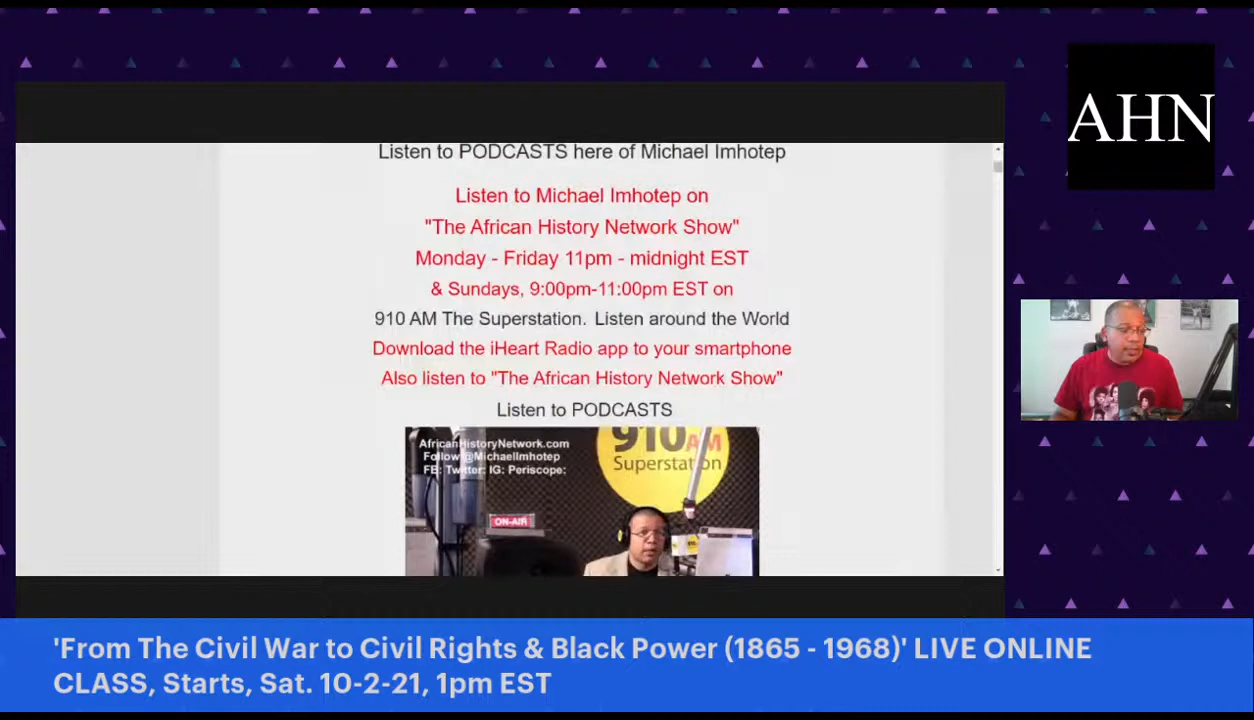 AHN
Listen to PODCASTS here of Michael Imhotep
Listen to Michael Imhotep on
"The African History Network Show"
Monday - Friday 11pm - midnight EST
& Sundays, 9:00pm-11:00pm EST on
910 AM The Superstation. Listen around the World
Download the iHeart Radio app to your smartphone
Also listen to "The African History Network Show"
Listen to PODCASTS
AfricanHistoryNetwork.com
Follow @MichaelImhotep
FB: Twitter: IG: Periscope:
910AM
Superstation
ON-AIR
'From The Civil War to Civil Rights & Black Power (1865 - 1968)' LIVE ONLINE
CLASS, Starts, Sat. 10-2-21, 1pm EST